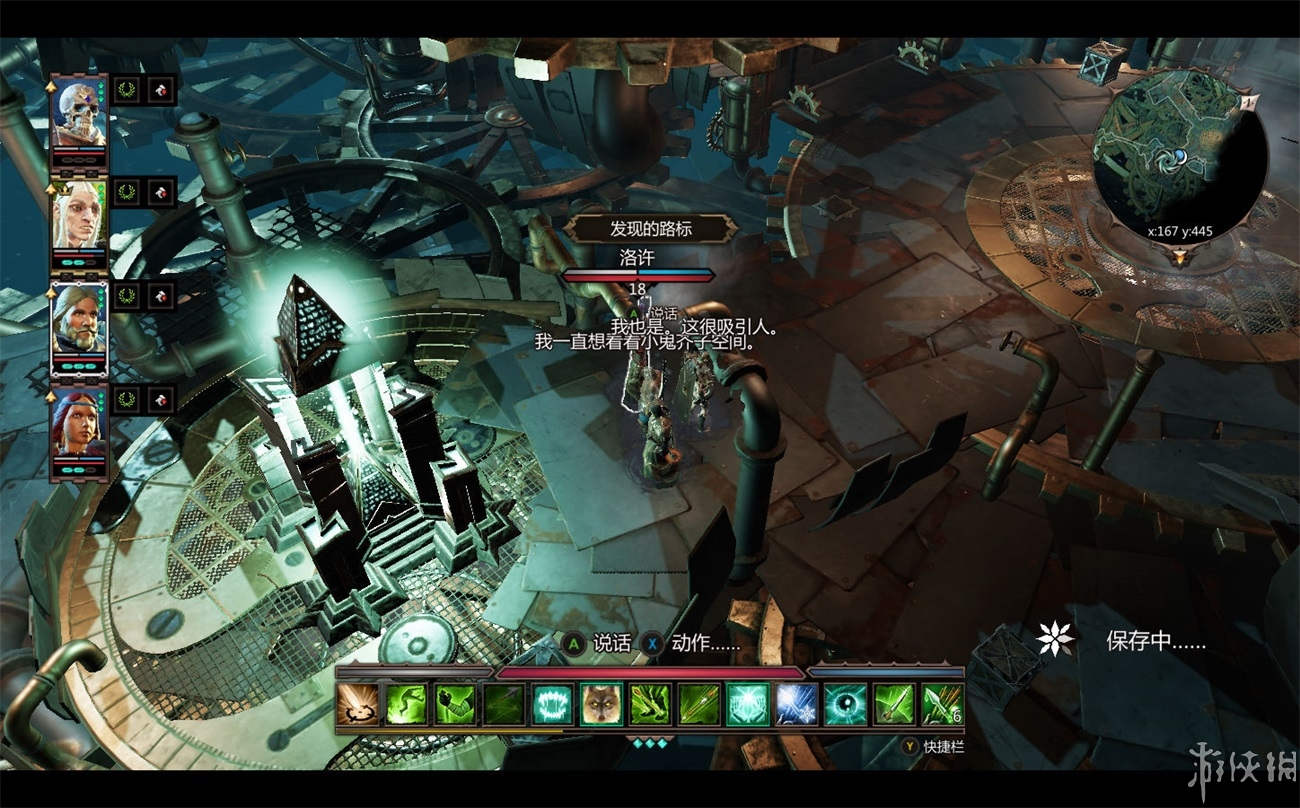 x:167 y:445
发现的路标
洛许
18
A 说话
我也是。这很吸引人。
我一直想看看小鬼芥子空间。
A 说话 X 动作......
保存中......
6
Y 快捷栏
游侠网